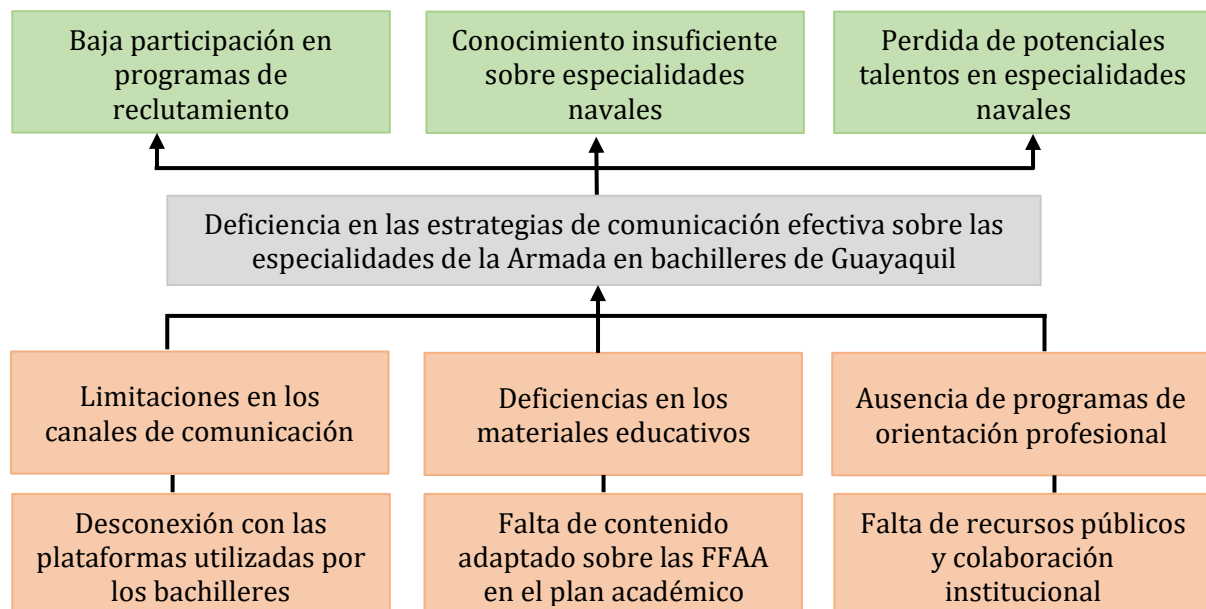 Baja participación en
programas de
reclutamiento
Conocimiento insuficiente
sobre especialidades
navales
Perdida de potenciales
talentos en especialidades
navales
Deficiencia en las estrategias de comunicación efectiva sobre las
especialidades de la Armada en bachilleres de Guayaquil
Limitaciones en los
canales de comunicación
Deficiencias en los
materiales educativos
Ausencia de programas de
orientación profesional
Desconexión con las
plataformas utilizadas por
los bachilleres
Falta de contenido
adaptado sobre las FFAA
en el plan académico
Falta de recursos públicos
y colaboración
institucional